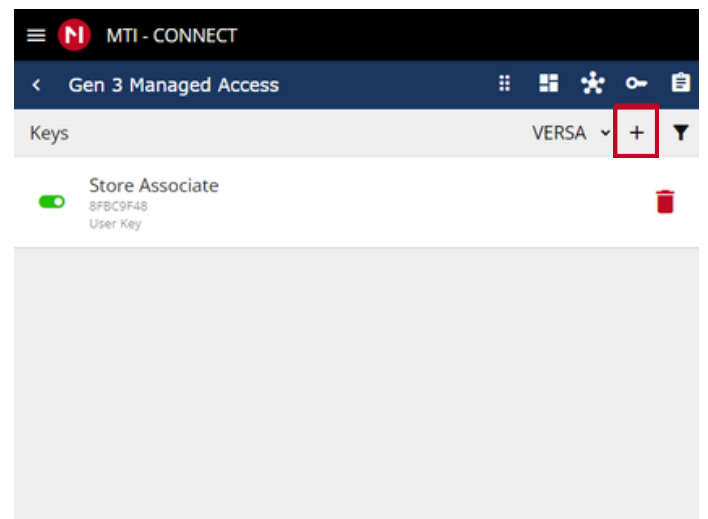 MTI - CONNECT
Gen 3 Managed Access
Keys VERSA
Store Associate
8FBC9F48
User Key